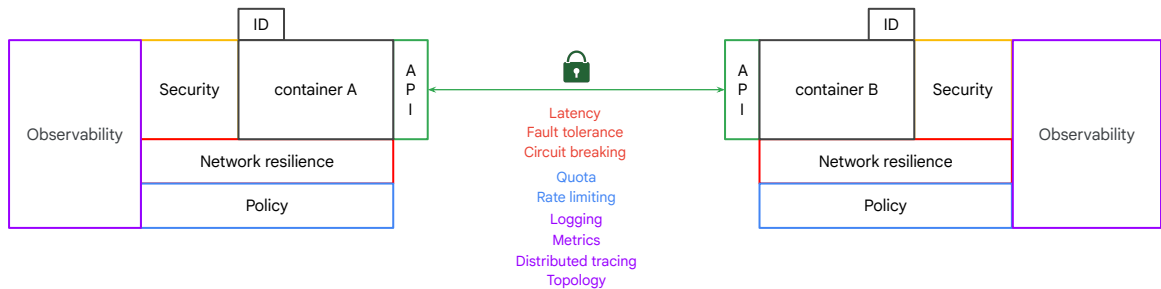 ID
Observability
Security
container A
A
P
I
Network resilience
Policy
Latency
Fault tolerance
Circuit breaking
Quota
Rate limiting
Logging
Metrics
Distributed tracing
Topology
ID
A
P
I
container B
Security
Observability
Network resilience
Policy